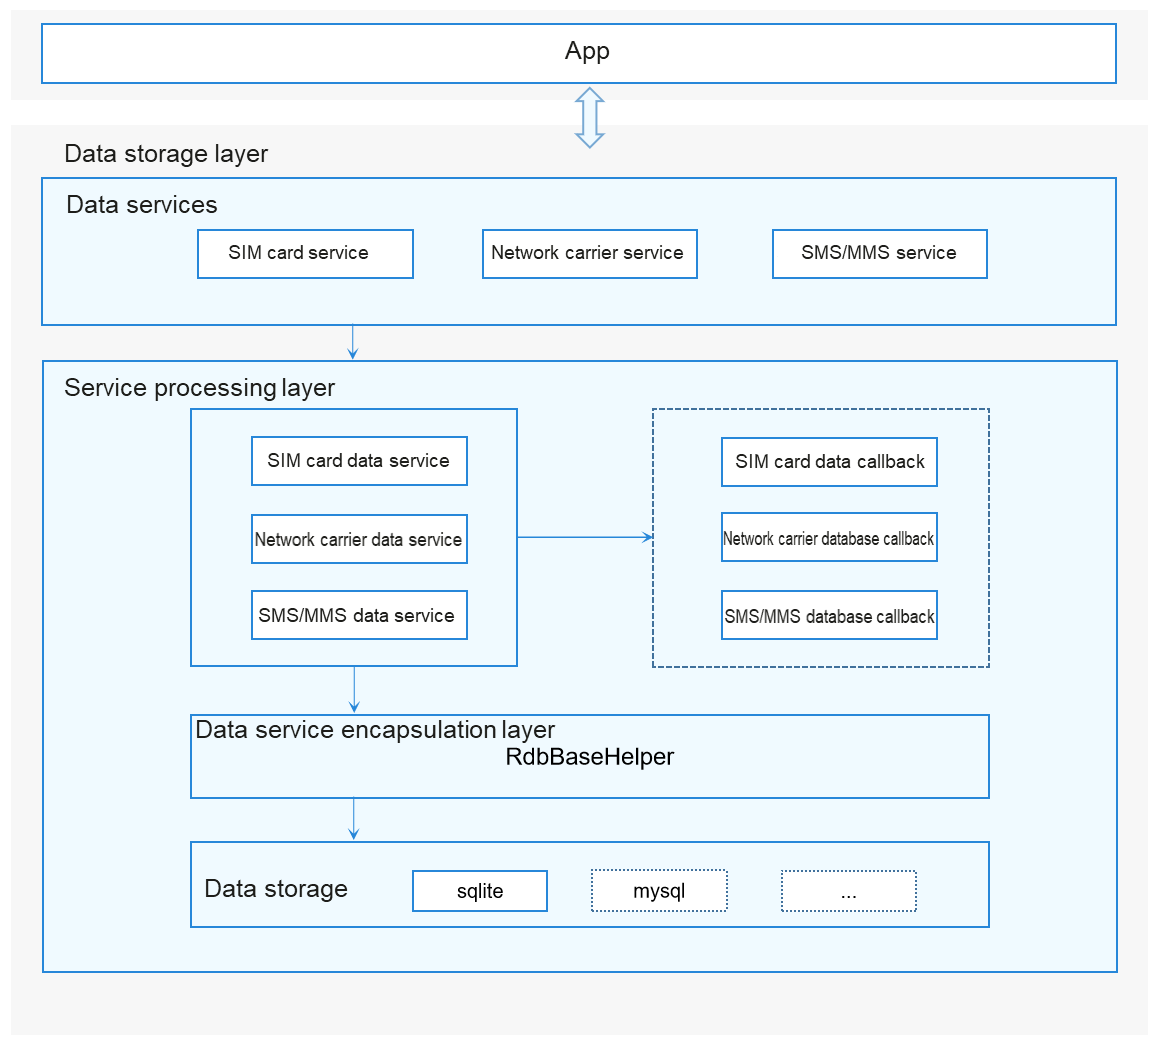 App
Data storage layer
Data services
SIM card service
Network carrier service
SMS/MMS service
Service processing layer
SIM card data service
Network carrier data service
SMS/MMS data service
SIM card data callback
Network carrier database callback
SMS/MMS database callback
Data service encapsulation layer
RdbBaseHelper
Data storage
sqlite
mysql
...